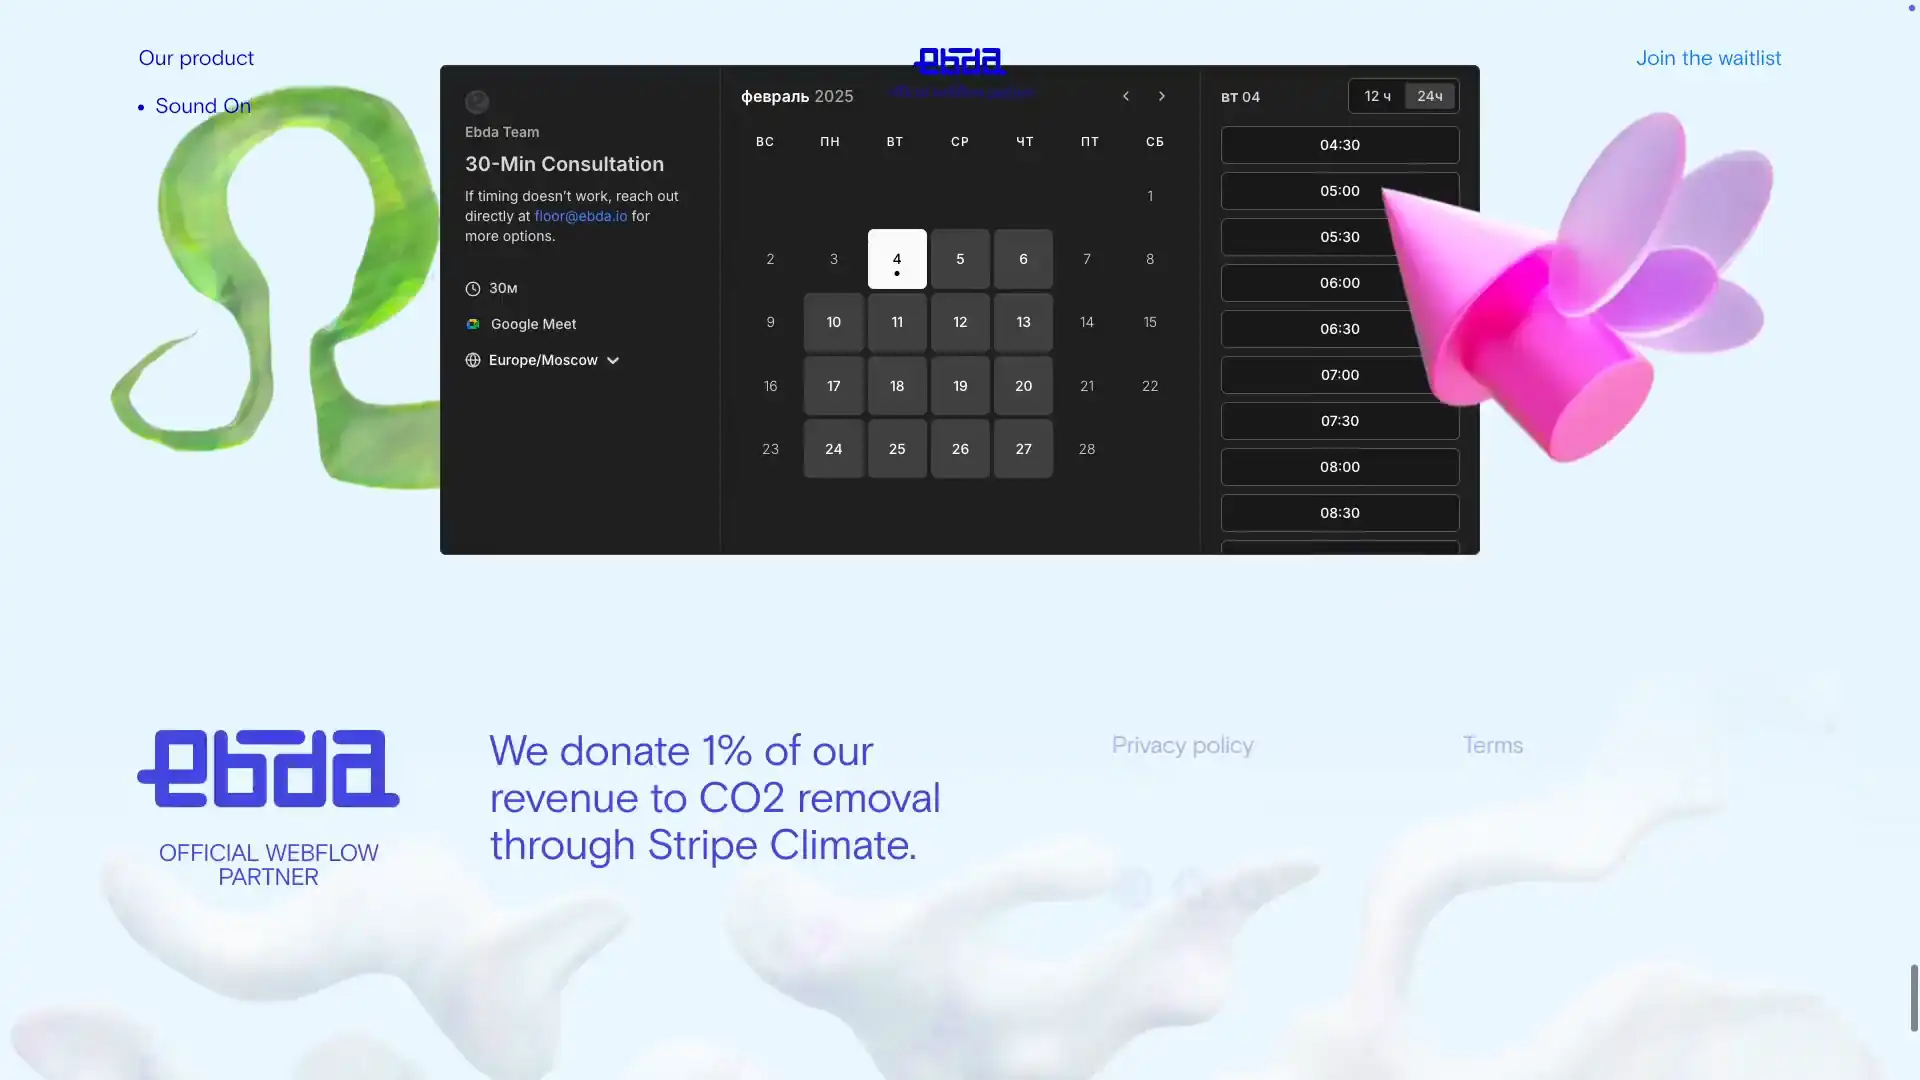 Our product
ebda
Join the waitlist
• Sound On
Ebda Team
30-Min Consultation
If timing doesn't work, reach out
directly at floor@ebda.io for
more options.
30м
Google Meet
Europe/Moscow
февраль 2025
ВС ПН ВТ СР ЧТ ПТ СБ
1
2 3 4 5 6 7 8
9 10 11 12 13 14 15
16 17 18 19 20 21 22
23 24 25 26 27 28
вт 04
12 ч 24ч
04:30
05:00
05:30
06:00
06:30
07:00
07:30
08:00
08:30
ebda
OFFICIAL WEBFLOW
PARTNER
We donate 1% of our
revenue to CO2 removal
through Stripe Climate.
Privacy policy
Terms